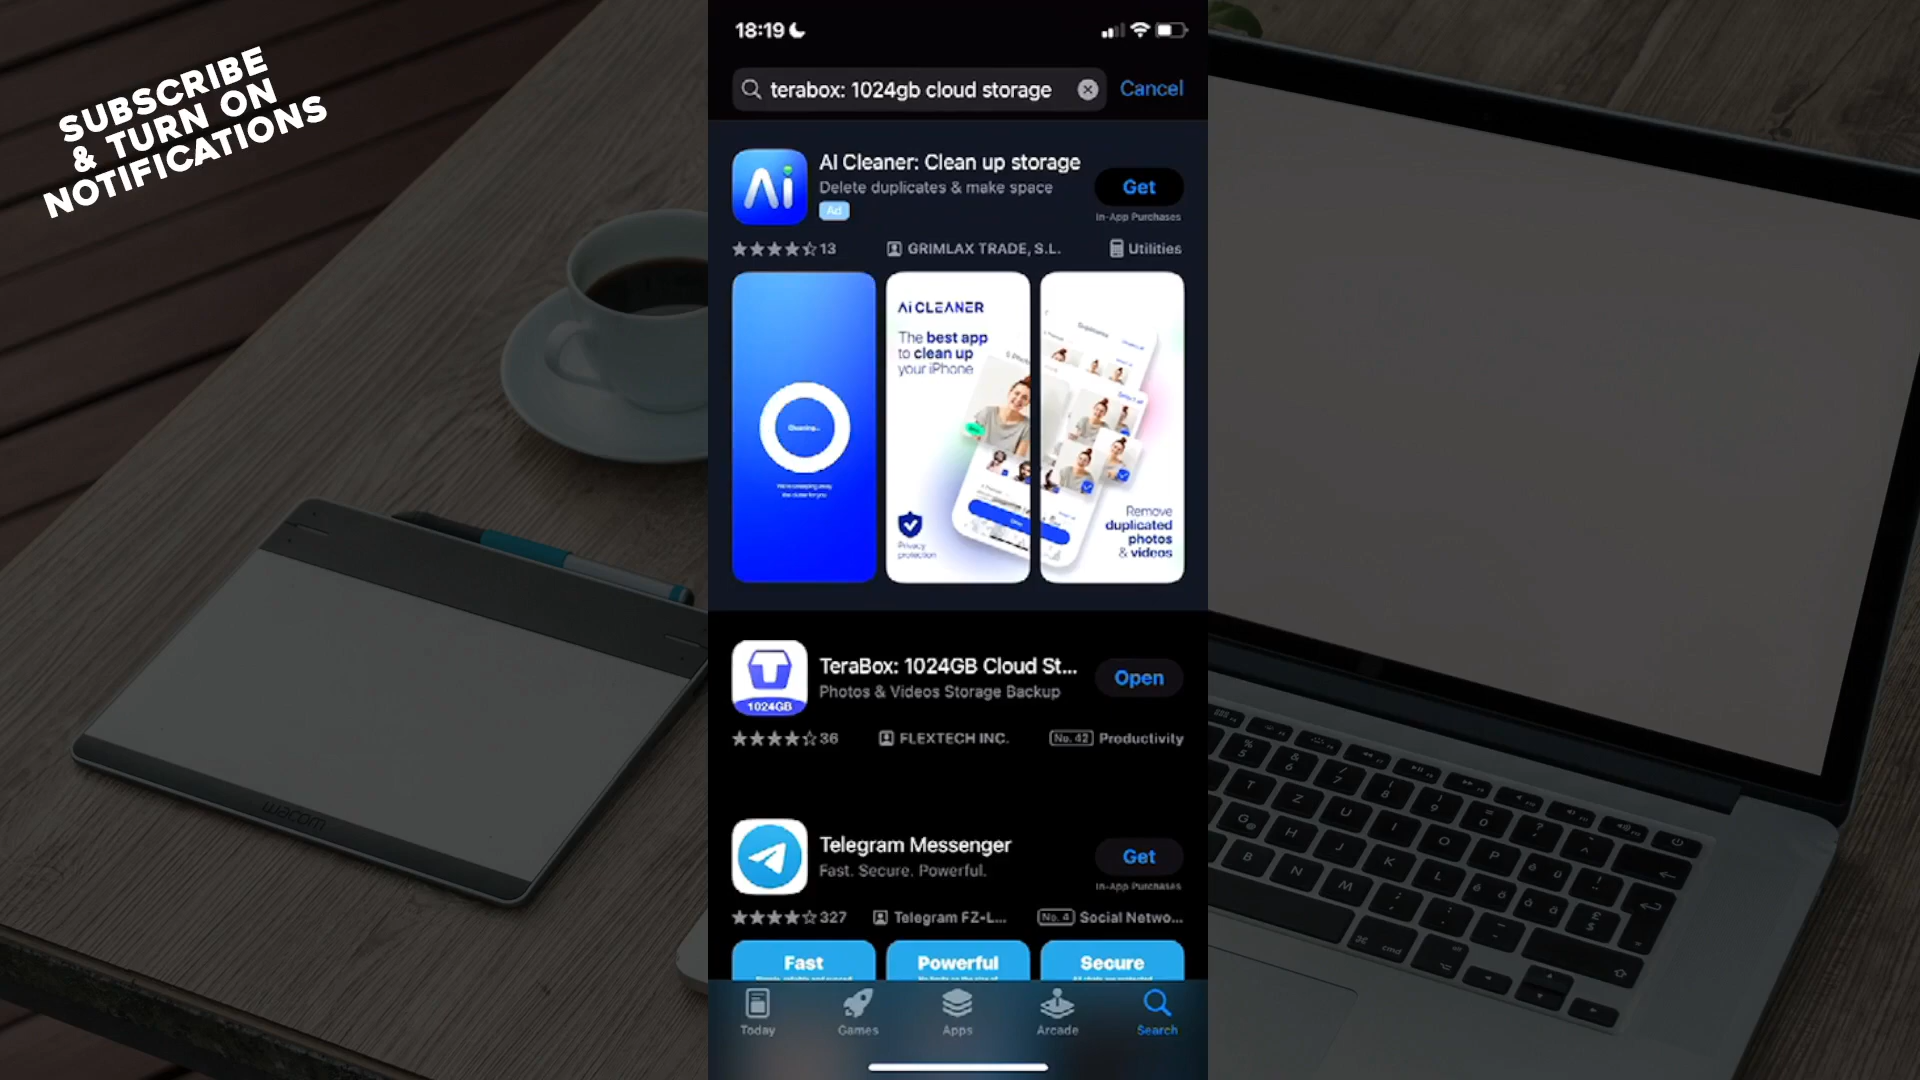 SUBSCRIBE
& TURN ON
NOTIFICATIONS
18:19
terabox: 1024gb cloud storage
Cancel
AI Cleaner: Clean up storage
Delete duplicates & make space
Ad
Get
In-App Purchases
13
GRIMLAX TRADE, S.L.
Utilities
Cleaning...
Ai CLEANER
The best app
to clean up
your iPhone
Privacy
protection
Remove
duplicated
photos
& videos
TeraBox: 1024GB Cloud St...
Photos & Videos Storage Backup
1024GB
Open
36
FLEXTECH INC.
No. 42 Productivity
Telegram Messenger
Fast. Secure. Powerful.
Get
In-App Purchases
327
Telegram FZ-L...
No. 4 Social Netwo...
Fast
Powerful
Secure
Today
Games
Apps
Arcade
Search
wacom